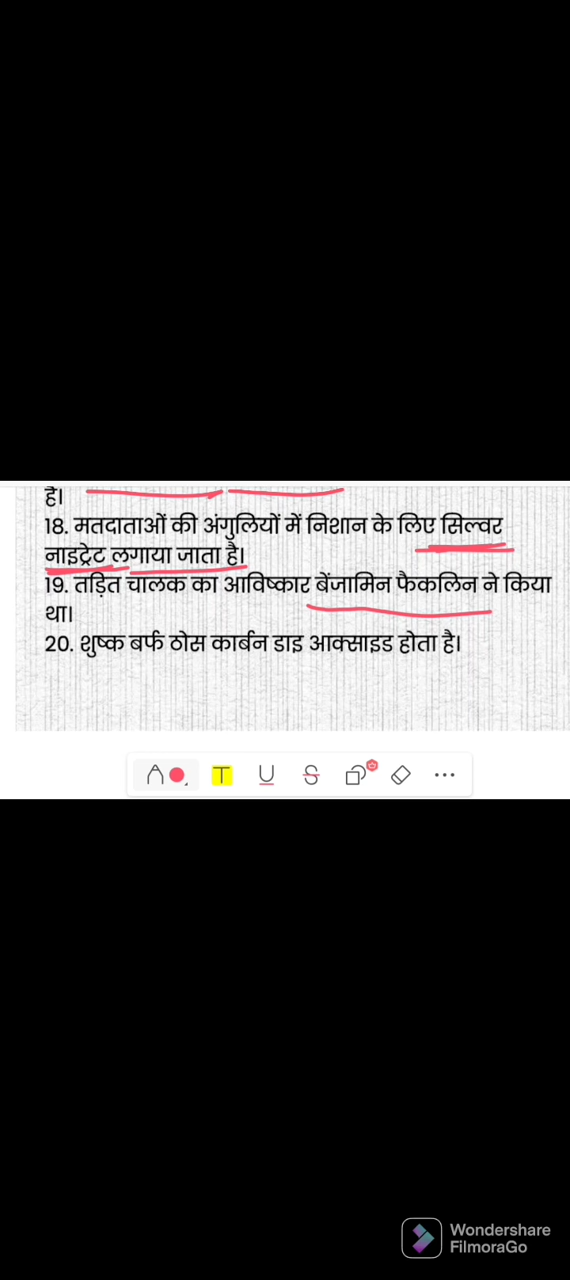 है।
18. मतदाताओं की अंगुलियों में निशान के लिए सिल्वर
नाइट्रेट लगाया जाता है।
19. तड़ित चालक का आविष्कार बेंजामिन फैकलिन ने किया
था।
20. शुष्क बर्फ ठोस कार्बन डाइ आक्साइड होता है।
T U S
Wondershare
FilmoraGo